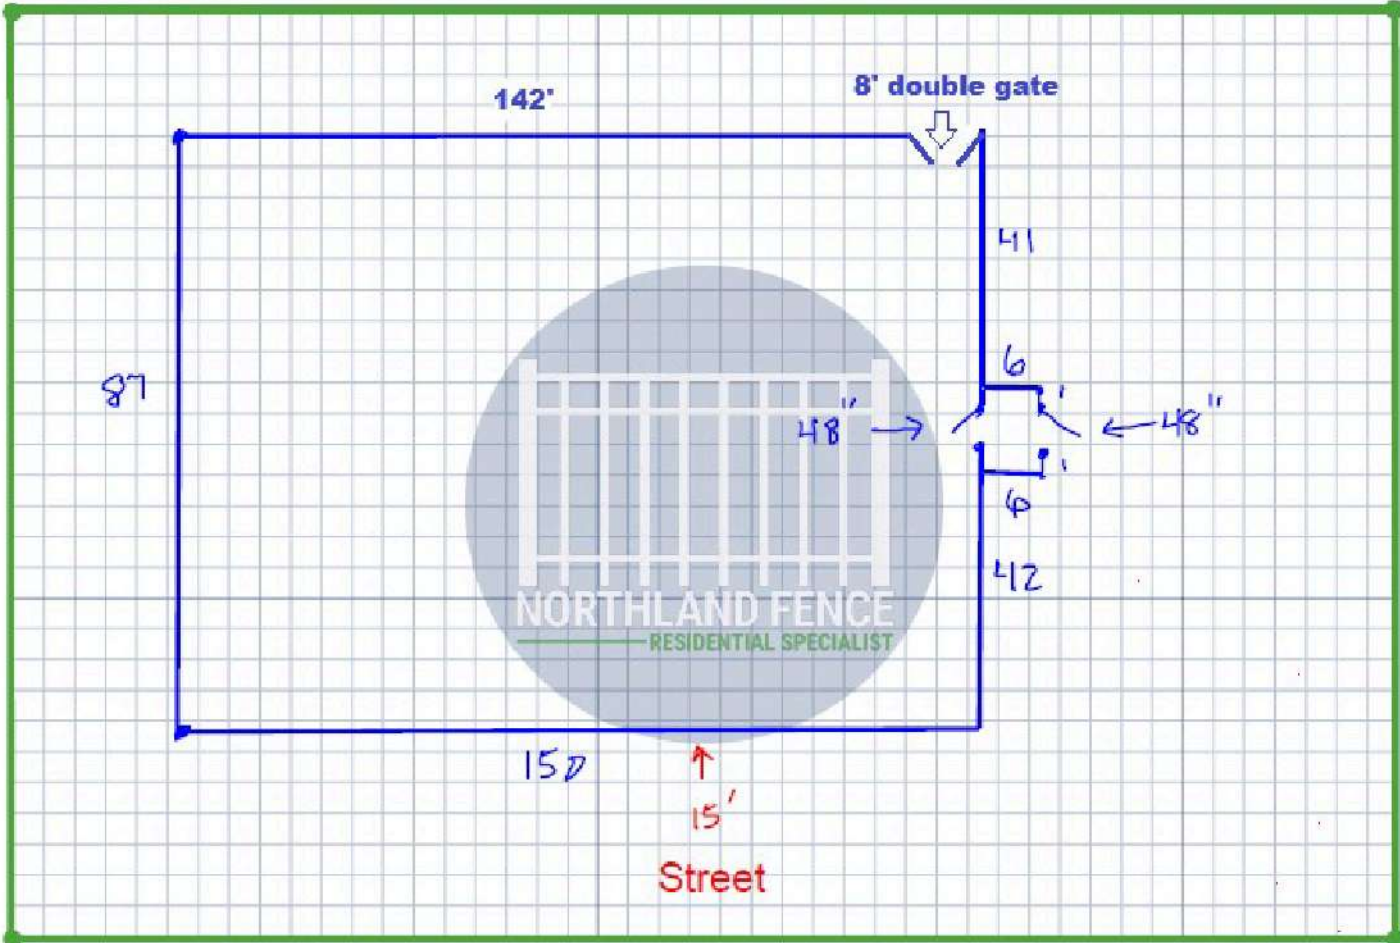 142'
8' double gate
41
87
6
1
48" 48"
1
6
42
NORTHLAND FENCE
RESIDENTIAL SPECIALIST
150
15'
Street